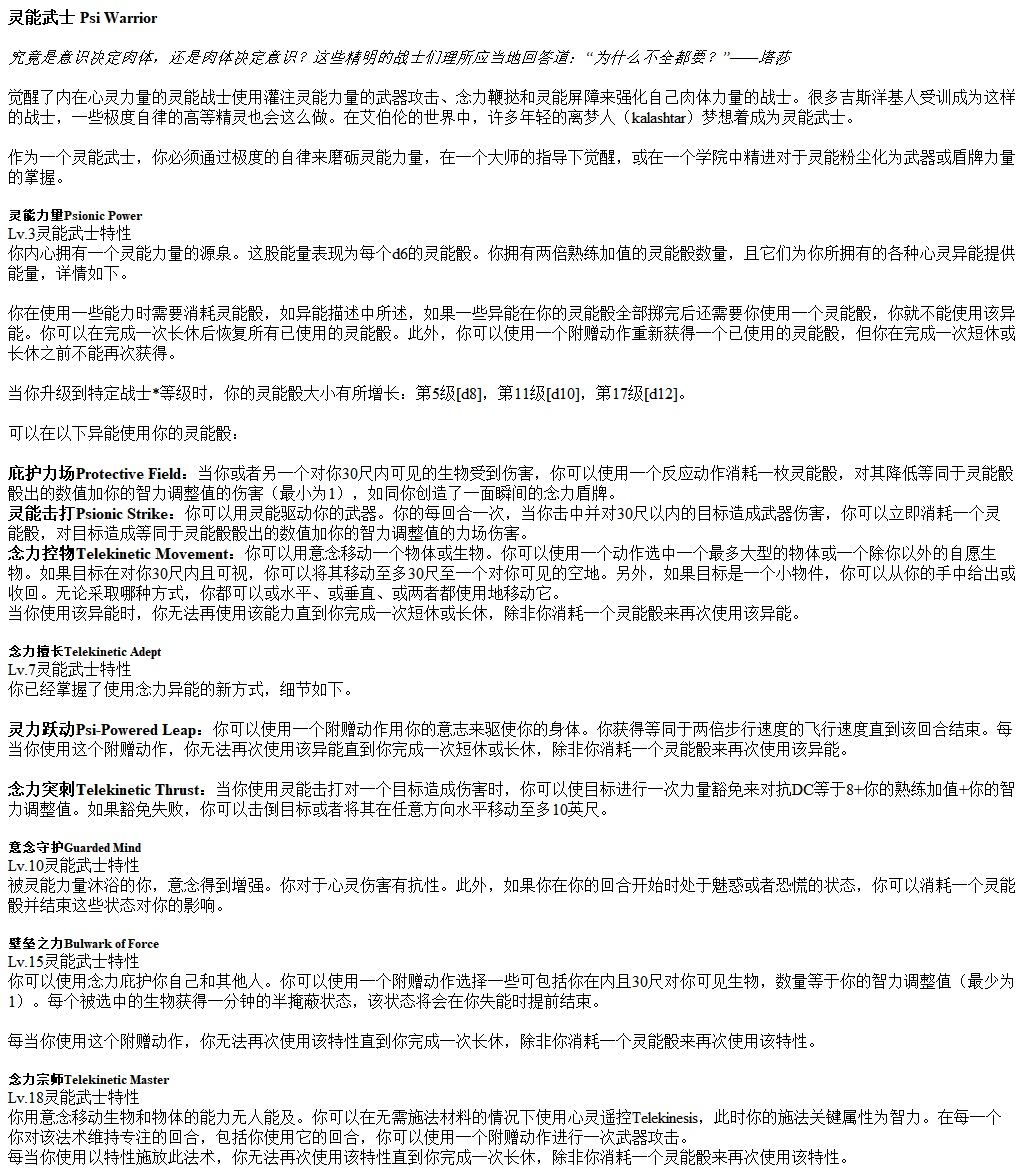 灵能武士 Psi Warrior
究竟是意识决定肉体，还是肉体决定意识？这些精明的战士们理所应当地回答道：“为什么不全都要？”——塔莎
觉醒了内在心灵力量的灵能战士使用灌注灵能力量的武器攻击、念力鞭挞和灵能屏障来强化自己肉体力量的战士。很多吉斯洋基人受训成为这样
的战士，一些极度自律的高等精灵也会这么做。在艾伯伦的世界中，许多年轻的离梦人（kalashtar）梦想着成为灵能武士。
作为一个灵能武士，你必须通过极度的自律来磨砺灵能力量，在一个大师的指导下觉醒，或在一个学院中精进对于灵能粉尘化为武器或盾牌力量
的掌握。
灵能力量Psionic Power
Lv.3灵能武士特性
你内心拥有一个灵能力量的源泉。这股能量表现为每个d6的灵能骰。你拥有两倍熟练加值的灵能骰数量，且它们为你所拥有的各种心灵异能提供
能量，详情如下。
你在使用一些能力时需要消耗灵能骰，如异能描述中所述，如果一些异能在你的灵能骰全部掷完后还需要你使用一个灵能骰，你就不能使用该异
能。你可以在完成一次长休后恢复所有已使用的灵能骰。此外，你可以使用一个附赠动作重新获得一个已使用的灵能骰，但你在完成一次短休或
长休之前不能再次获得。
当你升级到特定战士*等级时，你的灵能骰大小有所增长：第5级[d8]，第11级[d10]，第17级[d12]。
可以在以下异能使用你的灵能骰：
庇护力场Protective Field：当你或者另一个对你30尺内可见的生物受到伤害，你可以使用一个反应动作消耗一枚灵能骰，对其降低等同于灵能骰
骰出的数值加你的智力调整值的伤害（最小为1），如同你创造了一面瞬间的念力盾牌。
灵能击打Psionic Strike：你可以用灵能驱动你的武器。你的每回合一次，当你击中并对30尺以内的目标造成武器伤害，你可以立即消耗一个灵
能骰，对目标造成等同于灵能骰骰出的数值加你的智力调整值的力场伤害。
念力控物Telekinetic Movement：你可以用意念移动一个物体或生物。你可以使用一个动作选中一个最多大型的物体或一个除你以外的自愿生
物。如果目标在对你30尺内且可视，你可以将其移动至多30尺至一个对你可见的空地。另外，如果目标是一个小物件，你可以从你的手中给出或
收回。无论采取哪种方式，你都可以或水平、或垂直、或两者都使用地移动它。
当你使用该异能时，你无法再使用该能力直到你完成一次短休或长休，除非你消耗一个灵能骰来再次使用该异能。
念力擅长Telekinetic Adept
Lv.7灵能武士特性
你已经掌握了使用念力异能的新方式，细节如下。
灵力跃动Psi-Powered Leap：你可以使用一个附赠动作用你的意志来驱使你的身体。你获得等同于两倍步行速度的飞行速度直到该回合结束。每
当你使用这个附赠动作，你无法再次使用该异能直到你完成一次短休或长休，除非你消耗一个灵能骰来再次使用该异能。
念力突刺Telekinetic Thrust：当你使用灵能击打对一个目标造成伤害时，你可以使目标进行一次力量豁免来对抗DC等于8+你的熟练加值+你的智
力调整值。如果豁免失败，你可以击倒目标或者将其在任意方向水平移动至多10英尺。
意念守护Guarded Mind
Lv.10灵能武士特性
被灵能力量沐浴的你，意念得到增强。你对于心灵伤害有抗性。此外，如果你在你的回合开始时处于魅惑或者恐慌的状态，你可以消耗一个灵能
骰并结束这些状态对你的影响。
壁垒之力Bulwark of Force
Lv.15灵能武士特性
你可以使用念力庇护你自己和其他人。你可以使用一个附赠动作选择一些可包括你在内且30尺对你可见生物，数量等于你的智力调整值（最少为
1）。每个被选中的生物获得一分钟的半掩蔽状态，该状态将会在你失能时提前结束。
每当你使用这个附赠动作，你无法再次使用该特性直到你完成一次长休，除非你消耗一个灵能骰来再次使用该特性。
念力宗师Telekinetic Master
Lv.18灵能武士特性
你用意念移动生物和物体的能力无人能及。你可以在无需施法材料的情况下使用心灵遥控Telekinesis，此时你的施法关键属性为智力。在每一个
你对该法术维持专注的回合，包括你使用它的回合，你可以使用一个附赠动作进行一次武器攻击。
每当你使用以特性施放此法术，你无法再次使用该特性直到你完成一次长休，除非你消耗一个灵能骰来再次使用该特性。